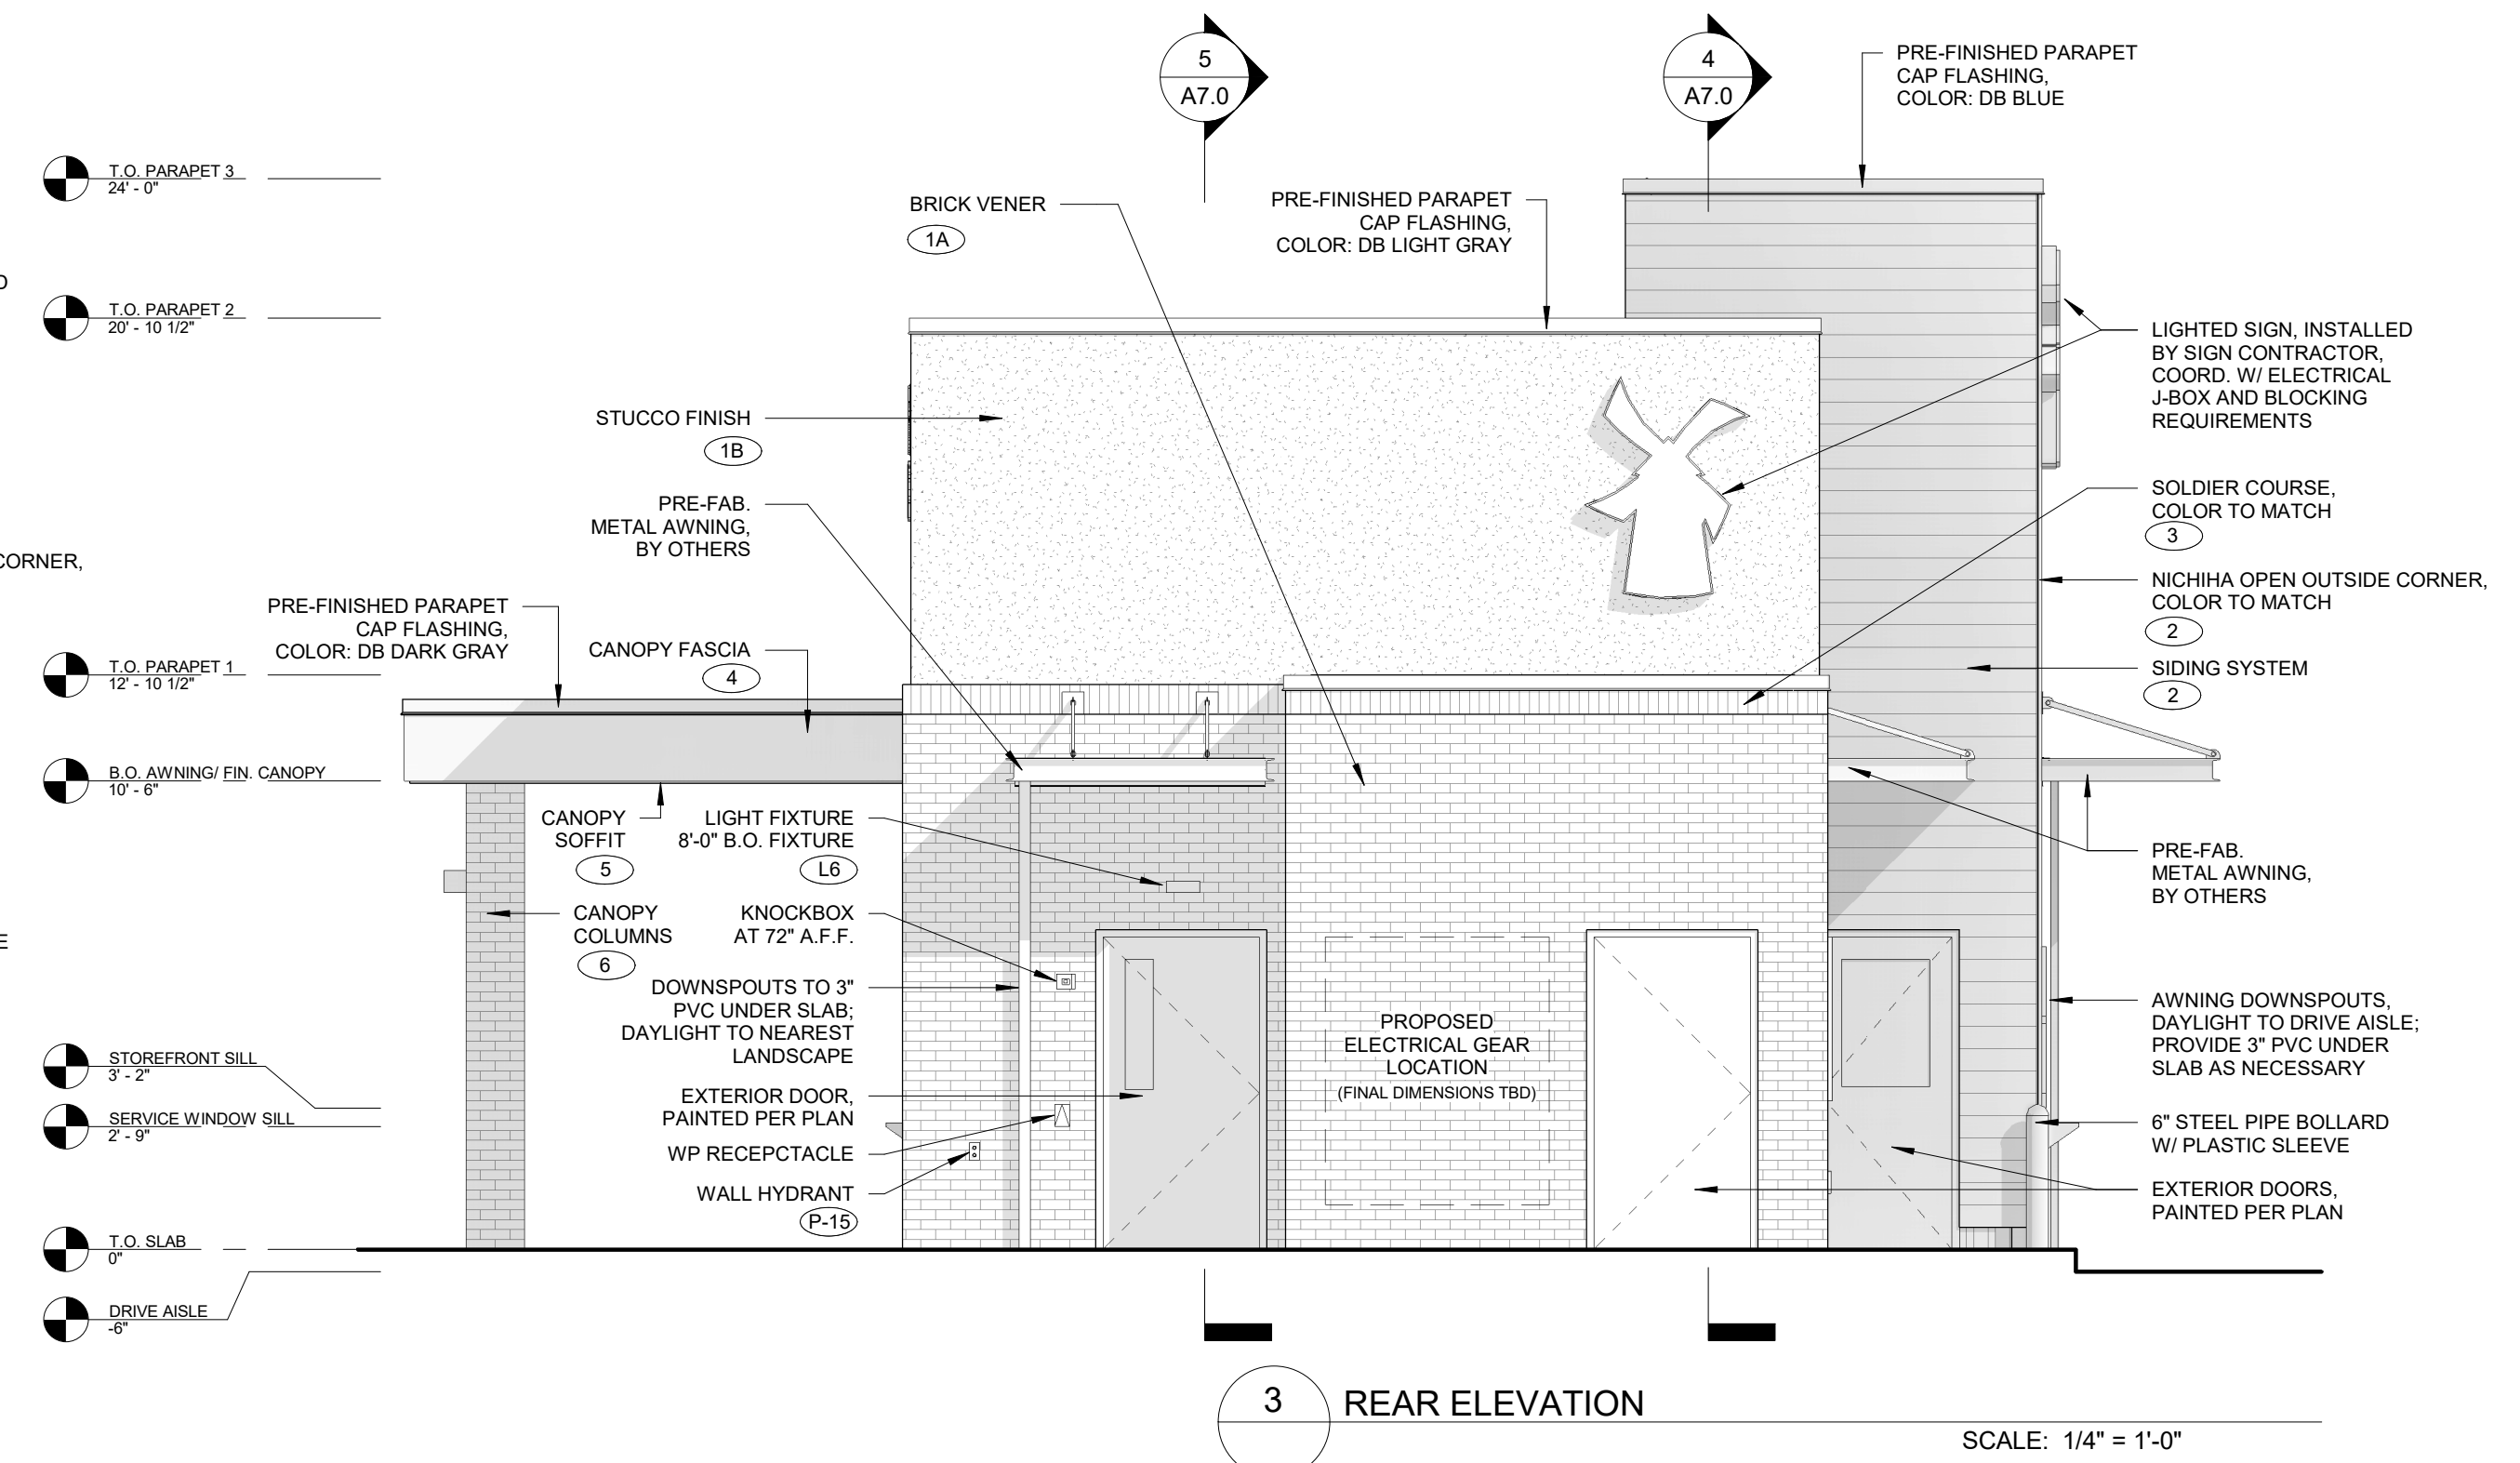 5
A7.0
4
A7.0
PRE-FINISHED PARAPET
CAP FLASHING,
COLOR: DB BLUE
T.O. PARAPET 3
24' - 0"
T.O. PARAPET 2
20' - 10 1/2"
BRICK VENER
1A
PRE-FINISHED PARAPET
CAP FLASHING,
COLOR: DB LIGHT GRAY
LIGHTED SIGN, INSTALLED
BY SIGN CONTRACTOR,
COORD. W/ ELECTRICAL
J-BOX AND BLOCKING
REQUIREMENTS
STUCCO FINISH
1B
PRE-FAB.
METAL AWNING,
BY OTHERS
SOLDIER COURSE,
COLOR TO MATCH
3
CORNER,
NICHIHA OPEN OUTSIDE CORNER,
COLOR TO MATCH
2
PRE-FINISHED PARAPET
CAP FLASHING,
COLOR: DB DARK GRAY
CANOPY FASCIA
4
SIDING SYSTEM
2
T.O. PARAPET 1
12' - 10 1/2"
B.O. AWNING/ FIN. CANOPY
10' - 6"
CANOPY
SOFFIT
5
LIGHT FIXTURE
8'-0" B.O. FIXTURE
L6
PRE-FAB.
METAL AWNING,
BY OTHERS
CANOPY
COLUMNS
6
KNOCKBOX
AT 72" A.F.F.
DOWNSPOUTS TO 3"
PVC UNDER SLAB;
DAYLIGHT TO NEAREST
LANDSCAPE
PROPOSED
ELECTRICAL GEAR
LOCATION
(FINAL DIMENSIONS TBD)
AWNING DOWNSPOUTS,
DAYLIGHT TO DRIVE AISLE;
PROVIDE 3" PVC UNDER
SLAB AS NECESSARY
STOREFRONT SILL
3' - 2"
SERVICE WINDOW SILL
2' - 9"
EXTERIOR DOOR,
PAINTED PER PLAN
WP RECEPCTACLE
WALL HYDRANT
P-15
6" STEEL PIPE BOLLARD
W/ PLASTIC SLEEVE
EXTERIOR DOORS,
PAINTED PER PLAN
T.O. SLAB
0"
DRIVE AISLE
-6"
3
REAR ELEVATION
SCALE: 1/4" = 1'-0"